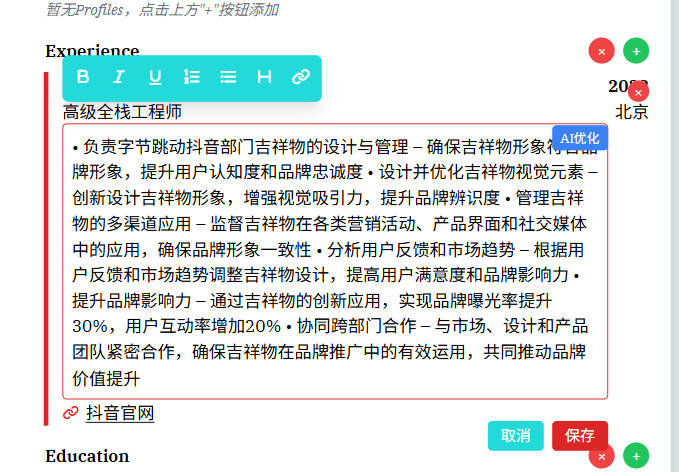 暂无Profiles，点击上方"+"按钮添加
Experience
B I U H
高级全栈工程师
北京
AI优化
• 负责字节跳动抖音部门吉祥物的设计与管理 – 确保吉祥物形象符合品
牌形象，提升用户认知度和品牌忠诚度 • 设计并优化吉祥物视觉元素 –
创新设计吉祥物形象，增强视觉吸引力，提升品牌辨识度 • 管理吉祥
物的多渠道应用 – 监督吉祥物在各类营销活动、产品界面和社交媒体
中的应用，确保品牌形象一致性 • 分析用户反馈和市场趋势 – 根据用
户反馈和市场趋势调整吉祥物设计，提高用户满意度和品牌影响力 •
提升品牌影响力 – 通过吉祥物的创新应用，实现品牌曝光率提升
30%，用户互动率增加20% • 协同跨部门合作 – 与市场、设计和产品
团队紧密合作，确保吉祥物在品牌推广中的有效运用，共同推动品牌
价值提升
抖音官网
取消 保存
Education